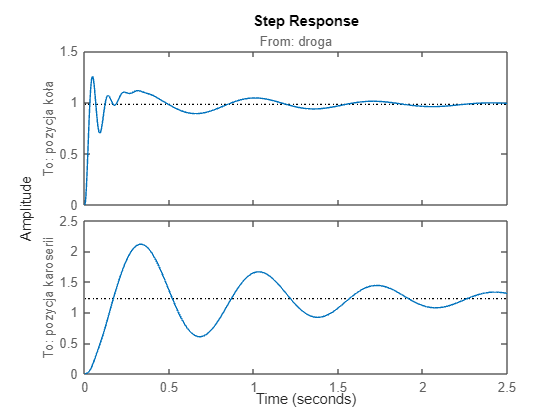 Step Response
From: droga
1.5
1
0.5
0
To: pozycja koła
Amplitude
2.5
2
1.5
1
0.5
0
To: pozycja karoserii
0
0.5
1
1.5
2
2.5
Time (seconds)